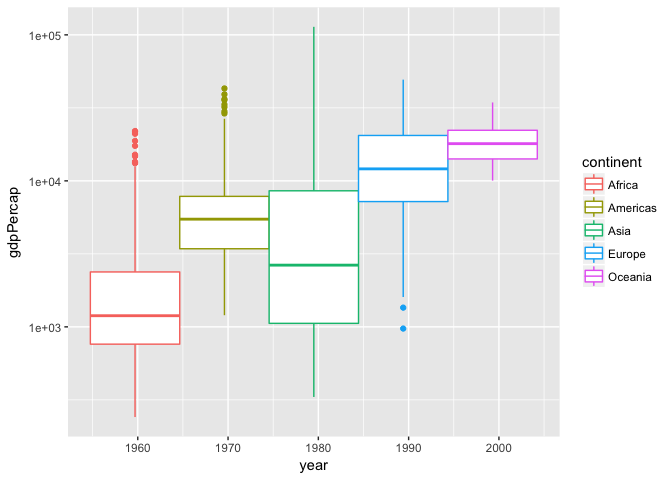 1e+05
1e+04
1e+03
gdpPercap
1960 1970 1980 1990 2000
year
continent
Africa
Americas
Asia
Europe
Oceania